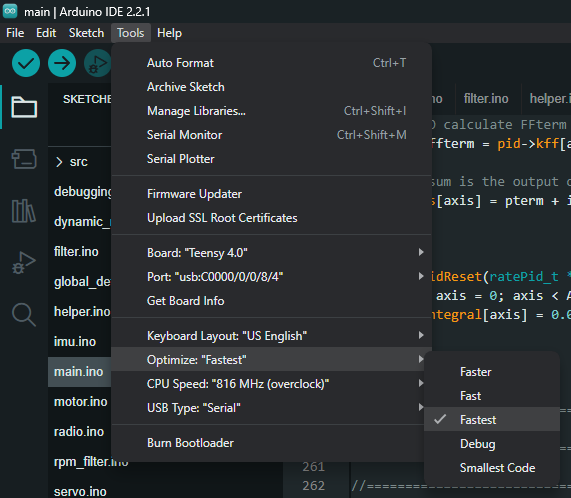 main | Arduino IDE 2.2.1
File Edit Sketch Tools Help
Auto Format Ctrl+T
Archive Sketch
Manage Libraries... Ctrl+Shift+I
Serial Monitor Ctrl+Shift+M
Serial Plotter
Firmware Updater
Upload SSL Root Certificates
Board: "Teensy 4.0"
Port: "usb:C0000/0/0/8/4"
Get Board Info
Keyboard Layout: "US English"
Optimize: "Fastest"
CPU Speed: "816 MHz (overclock)"
USB Type: "Serial"
Burn Bootloader
Faster
Fast
Fastest
Debug
Smallest Code
SKETCH
src
debugging
dynamic_
filter.ino
global_de
helper.ino
imu.ino
main.ino
motor.ino
radio.ino
rpm_filter.ino
servo.ino
no filter.ino helper.i
calculate FFterm
ffterm = pid->kff[a
sum is the output o
s[axis] = pterm + i
idReset(ratePid_t *
axis = 0; axis < A
ntegral[axis] = 0.0
261
262 //====================